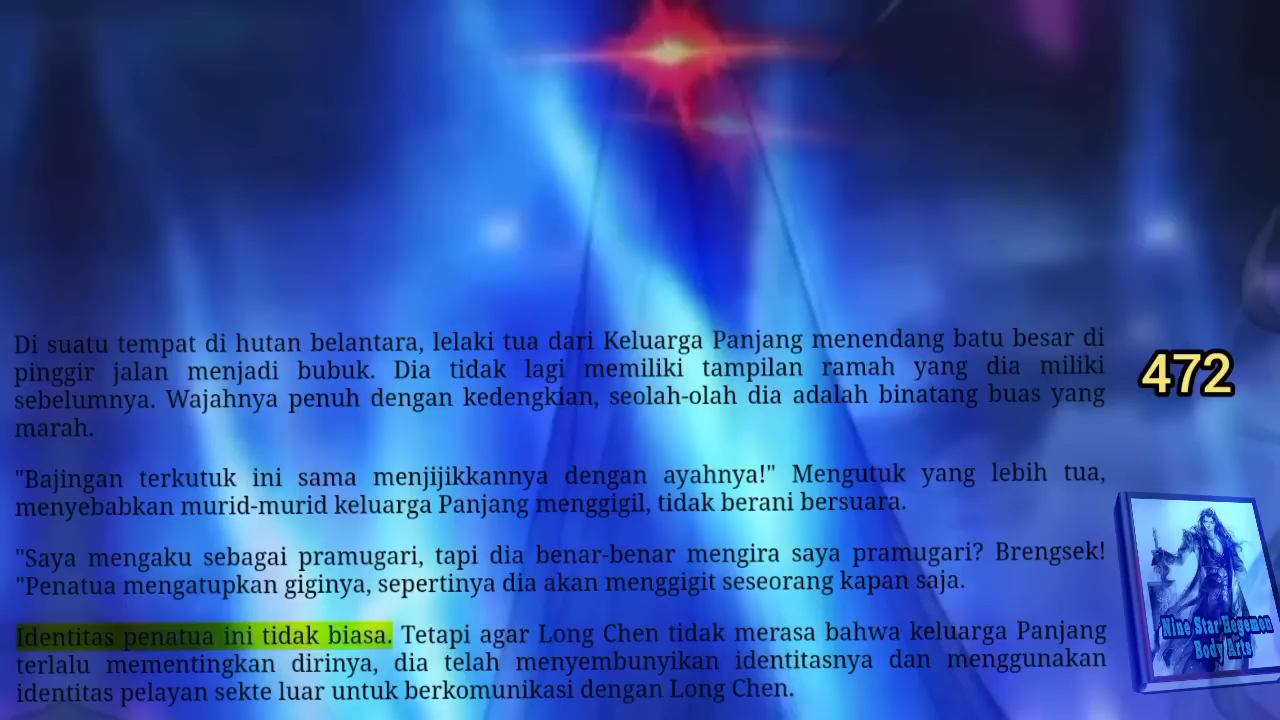 Di suatu tempat di hutan belantara, lelaki tua dari Keluarga Panjang menendang batu besar di
pinggir jalan menjadi bubuk. Dia tidak lagi memiliki tampilan ramah yang dia miliki
sebelumnya. Wajahnya penuh dengan kedengkian, seolah-olah dia adalah binatang buas yang
marah.
"Bajingan terkutuk ini sama menjijikkannya dengan ayahnya!" Mengutuk yang lebih tua,
menyebabkan murid-murid keluarga Panjang menggigil, tidak berani bersuara.
"Saya mengaku sebagai pramugari, tapi dia benar-benar mengira saya pramugari? Brengsek!
"Penatua mengatupkan giginya, sepertinya dia akan menggigit seseorang kapan saja.
Identitas penatua ini tidak biasa. Tetapi agar Long Chen tidak merasa bahwa keluarga Panjang
terlalu mementingkan dirinya, dia telah menyembunyikan identitasnya dan menggunakan
identitas pelayan sekte luar untuk berkomunikasi dengan Long Chen.
472
Nine Star Hegemon
Body Arts